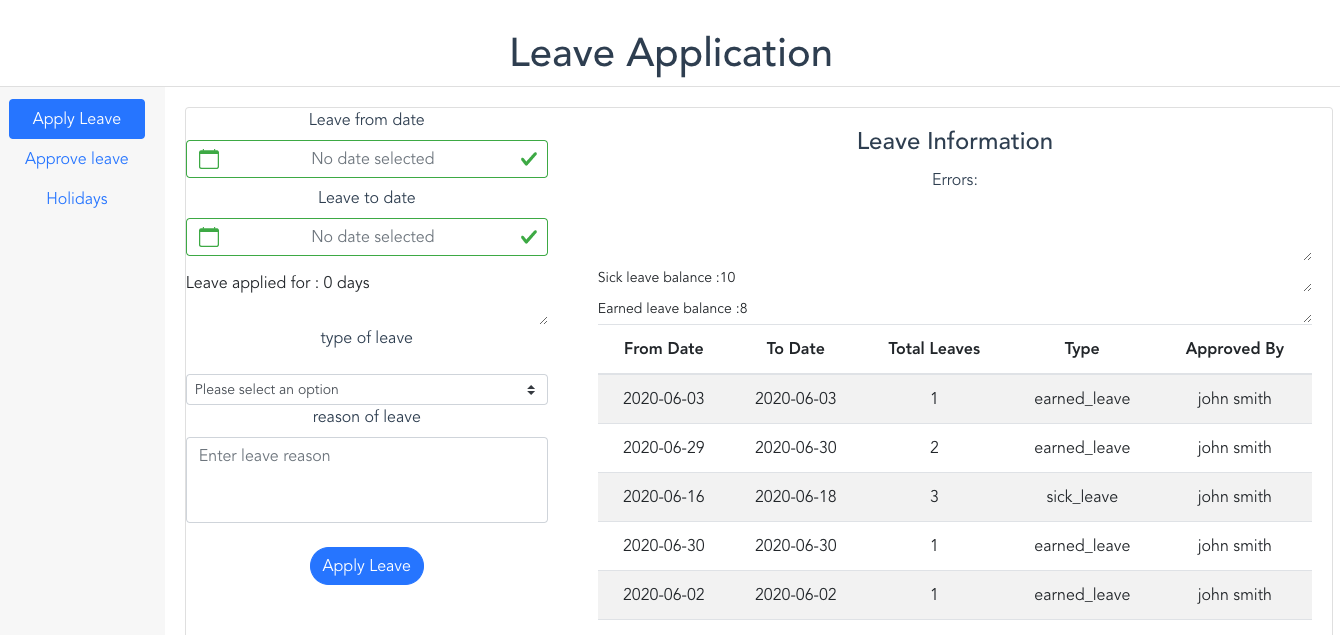 Leave Application
Apply Leave
Approve leave
Holidays
Leave from date
No date selected
Leave to date
No date selected
Leave applied for : 0 days
type of leave
Please select an option
reason of leave
Enter leave reason
Apply Leave
Leave Information
Errors:
Sick leave balance :10
Earned leave balance :8
From Date To Date Total Leaves Type Approved By
2020-06-03 2020-06-03 1 earned_leave john smith
2020-06-29 2020-06-30 2 earned_leave john smith
2020-06-16 2020-06-18 3 sick_leave john smith
2020-06-30 2020-06-30 1 earned_leave john smith
2020-06-02 2020-06-02 1 earned_leave john smith